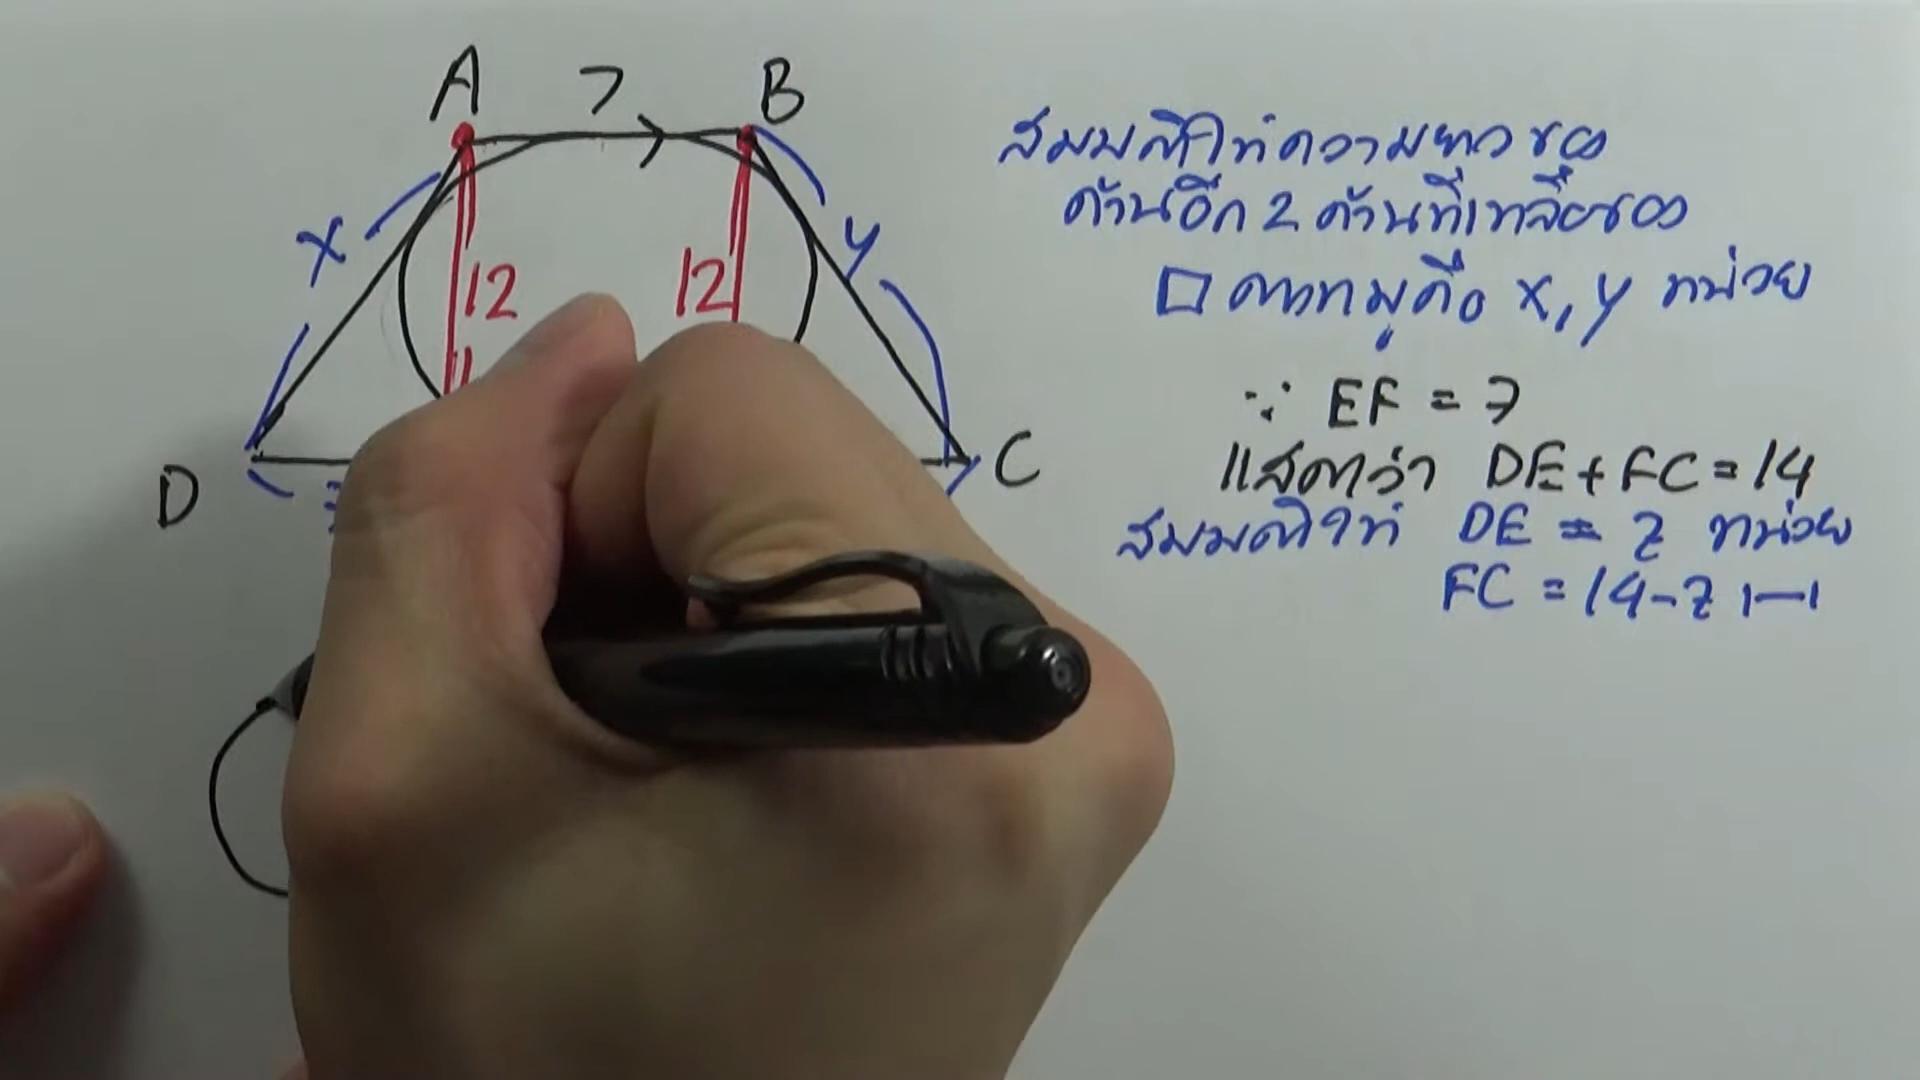 A 7 B
x
y
12 12
D
C
สมมติให้ความยาวของ
ด้านอีก 2 ด้านที่เหลือของ
□ คางหมูคือ x, y หน่วย
∵ EF = 7
แสดงว่า DE + FC = 14
สมมติให้ DE = z หน่วย
FC = 14 - z